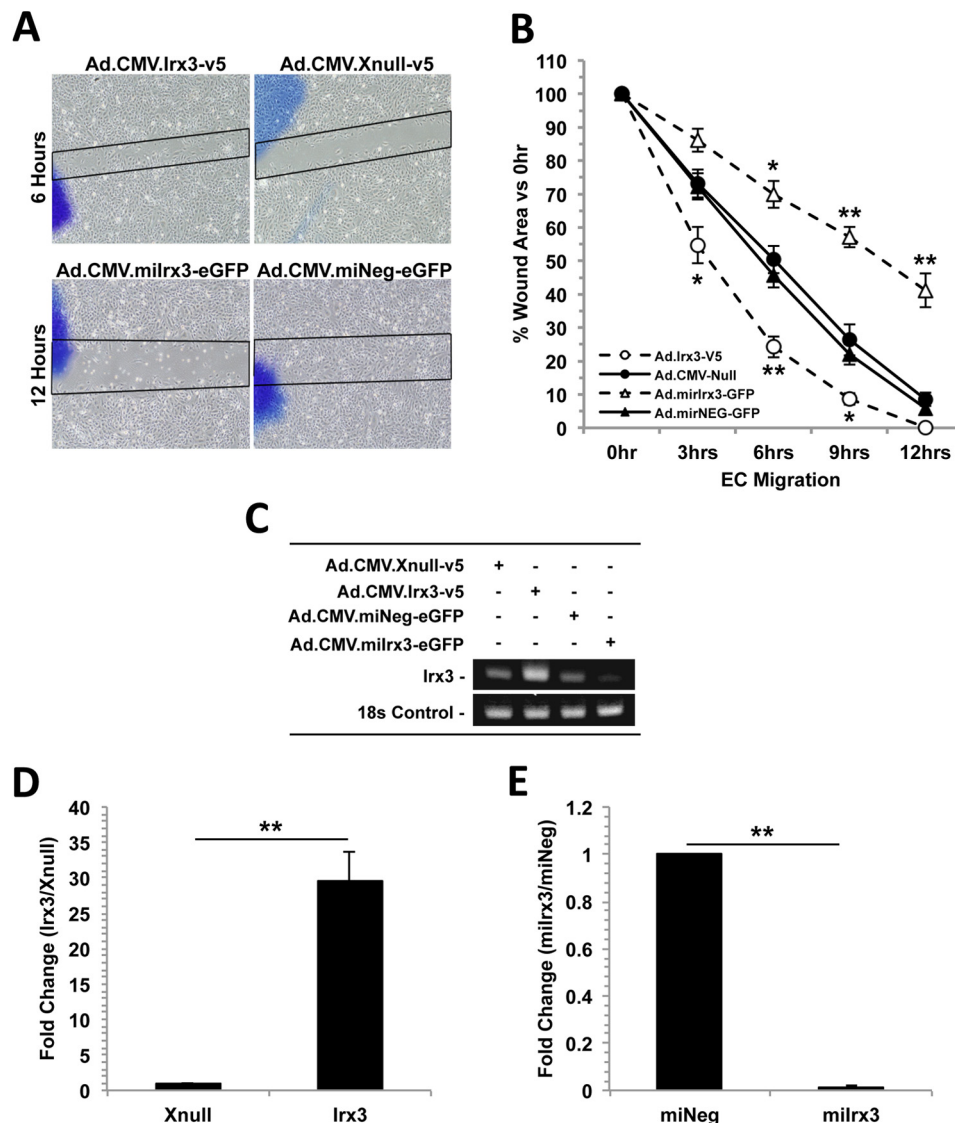 A
Ad.CMV.Irx3-v5 Ad.CMV.Xnull-v5
6 Hours
Ad.CMV.miIrx3-eGFP Ad.CMV.miNeg-eGFP
12 Hours
B
% Wound Area vs 0hr
110
100
90
80
70
60
50
40
30
20
10
0
*
**
**
*
**
*
Ad.Irx3-V5
Ad.CMV-Null
Ad.mirIrx3-GFP
Ad.mirNEG-GFP
0hr 3hrs 6hrs 9hrs 12hrs
EC Migration
C
Ad.CMV.Xnull-v5 + - - -
Ad.CMV.Irx3-v5 - + - -
Ad.CMV.miNeg-eGFP - - + -
Ad.CMV.miIrx3-eGFP - - - +
Irx3 -
18s Control -
D
Fold Change (Irx3/Xnull)
40
35
30
25
20
15
10
5
0
**
Xnull Irx3
E
Fold Change (miIrx3/miNeg)
1.2
1
0.8
0.6
0.4
0.2
0
**
miNeg miIrx3